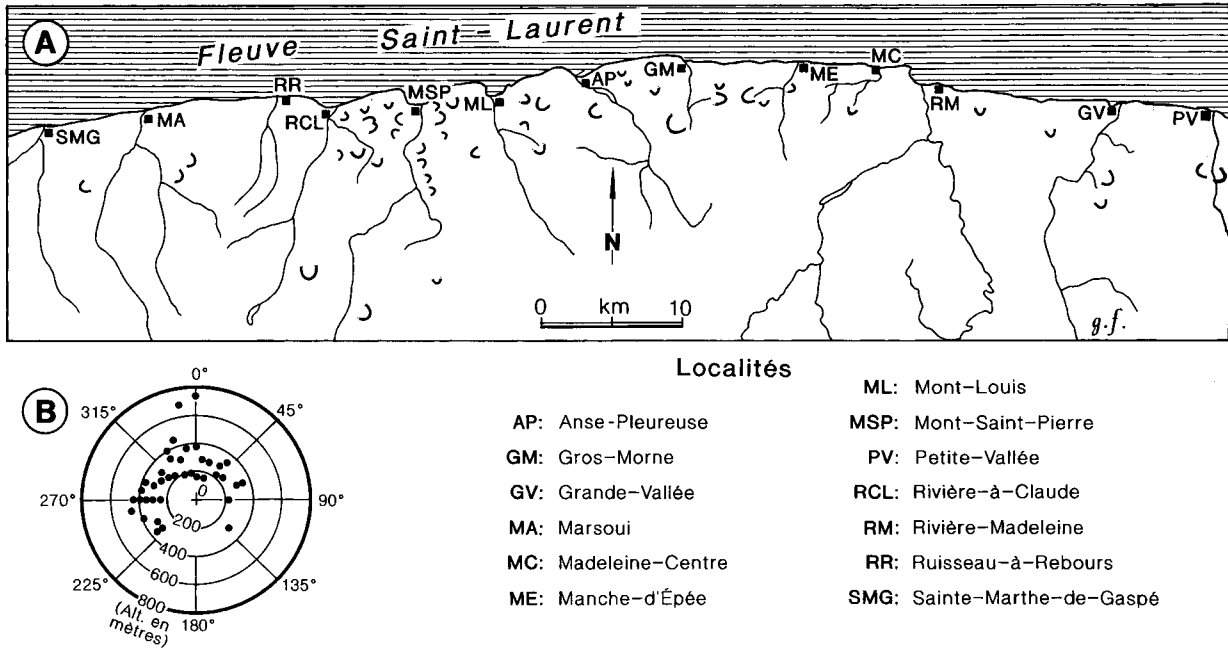 A
Fleuve Saint-Laurent
SMG
MA
RR
RCL
MSP
ML
AP
GM
ME
MC
RM
GV
PV
N
0 km 10
g.f.
B
0°
45°
90°
135°
180°
225°
270°
315°
0
200
400
600
800
(Alt. en
mètres)
Localités
AP: Anse-Pleureuse
GM: Gros-Morne
GV: Grande-Vallée
MA: Marsoui
MC: Madeleine-Centre
ME: Manche-d'Épée
ML: Mont-Louis
MSP: Mont-Saint-Pierre
PV: Petite-Vallée
RCL: Rivière-à-Claude
RM: Rivière-Madeleine
RR: Ruisseau-à-Rebours
SMG: Sainte-Marthe-de-Gaspé